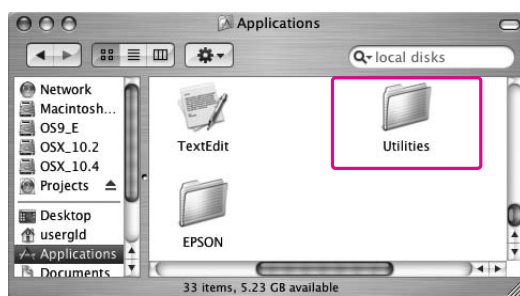 Applications
local disks
Network
Macintosh...
OS9_E
OSX_10.2
OSX_10.4
Projects
Desktop
usergld
Applications
Documents
TextEdit
Utilities
EPSON
33 items, 5.23 GB available